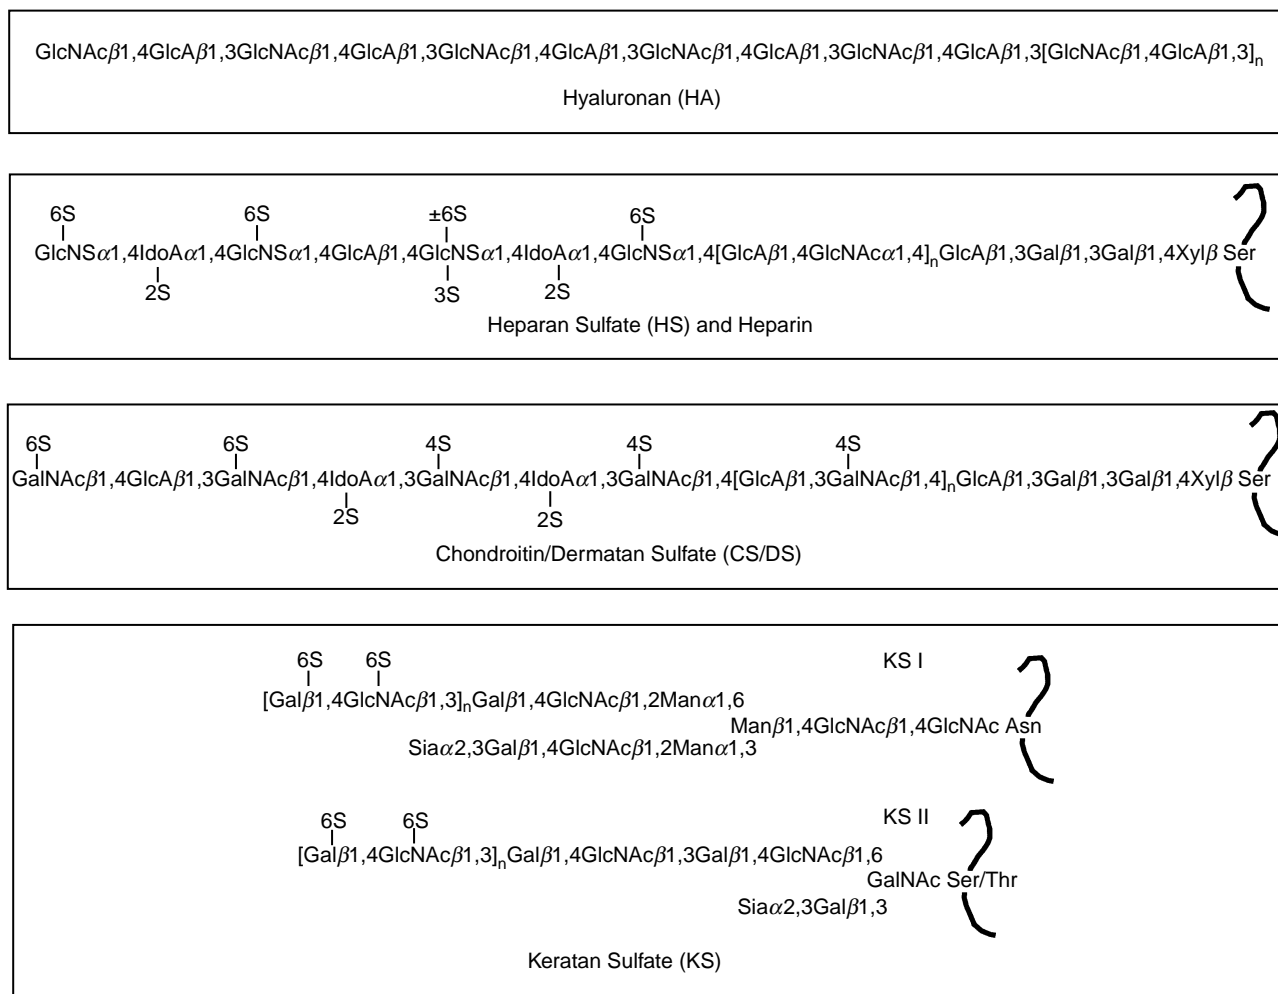 GlcNAcβ1,4GlcAβ1,3GlcNAcβ1,4GlcAβ1,3GlcNAcβ1,4GlcAβ1,3GlcNAcβ1,4GlcAβ1,3GlcNAcβ1,4GlcAβ1,3[GlcNAcβ1,4GlcAβ1,3]n
Hyaluronan (HA)
6S 6S ±6S 6S
GlcNSα1,4IdoAα1,4GlcNSα1,4GlcAβ1,4GlcNSα1,4IdoAα1,4GlcNSα1,4[GlcAβ1,4GlcNAcα1,4]nGlcAβ1,3Galβ1,3Galβ1,4Xylβ Ser
2S 3S 2S
Heparan Sulfate (HS) and Heparin
6S 6S 4S 4S 4S
GalNAcβ1,4GlcAβ1,3GalNAcβ1,4IdoAα1,3GalNAcβ1,4IdoAα1,3GalNAcβ1,4[GlcAβ1,3GalNAcβ1,4]nGlcAβ1,3Galβ1,3Galβ1,4Xylβ Ser
2S 2S
Chondroitin/Dermatan Sulfate (CS/DS)
6S 6S KS I
[Galβ1,4GlcNAcβ1,3]nGalβ1,4GlcNAcβ1,2Manα1,6
Manβ1,4GlcNAcβ1,4GlcNAc Asn
Siaα2,3Galβ1,4GlcNAcβ1,2Manα1,3
6S 6S KS II
[Galβ1,4GlcNAcβ1,3]nGalβ1,4GlcNAcβ1,3Galβ1,4GlcNAcβ1,6
GalNAc Ser/Thr
Siaα2,3Galβ1,3
Keratan Sulfate (KS)